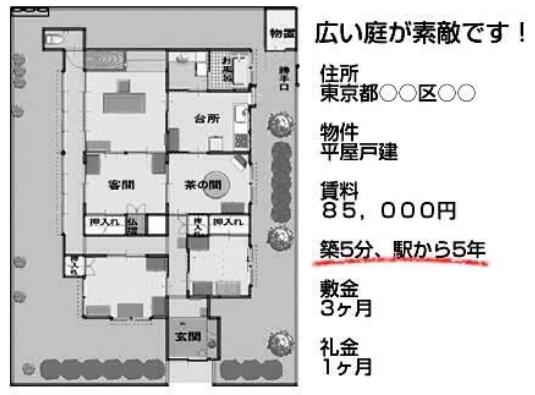 広い庭が素敵です！
住所
東京都○○区○○
物件
平屋戸建
賃料
８５，０００円
築5分、駅から5年
敷金
3ヶ月
礼金
1ヶ月
物置
お風呂
勝手口
台所
客間
茶の間
押入れ
仏壇
押入れ
押入れ
押入れ
玄関